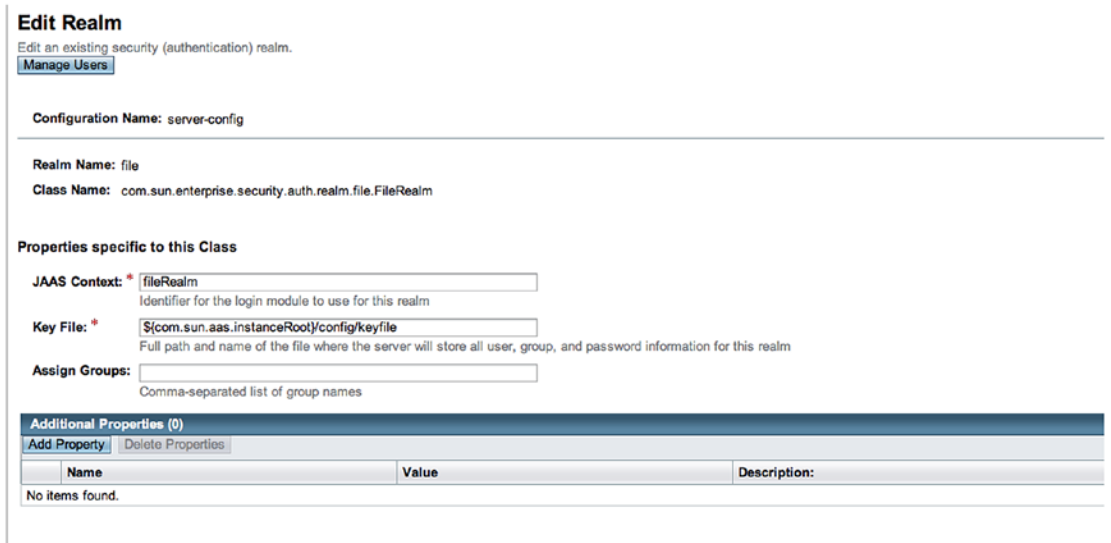 Edit Realm
Edit an existing security (authentication) realm.
Manage Users
Configuration Name: server-config
Realm Name: file
Class Name: com.sun.enterprise.security.auth.realm.file.FileRealm
Properties specific to this Class
JAAS Context: * fileRealm
Identifier for the login module to use for this realm
Key File: * ${com.sun.aas.instanceRoot}/config/keyfile
Full path and name of the file where the server will store all user, group, and password information for this realm
Assign Groups:
Comma-separated list of group names
Additional Properties (0)
Add Property Delete Properties
Name Value Description:
No items found.